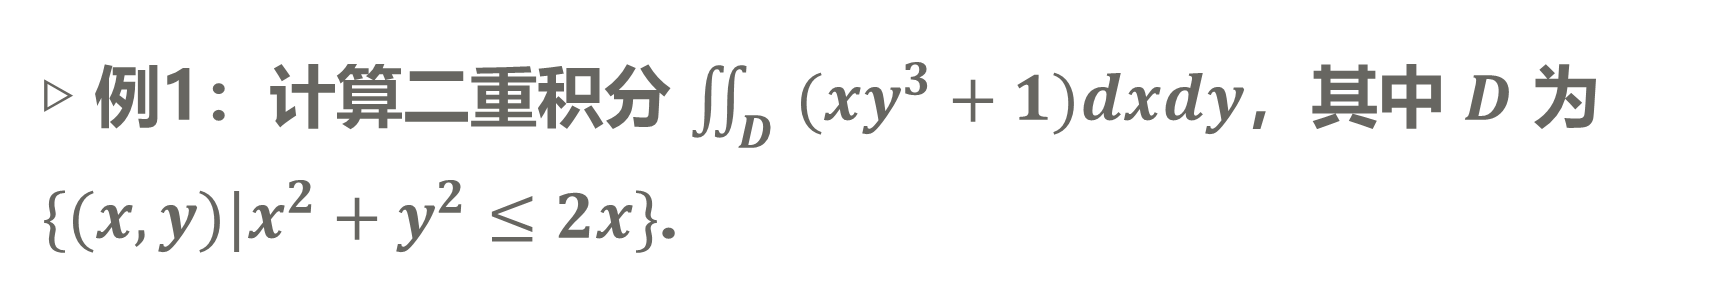 ▷ 例1：计算二重积分 ∬_D (xy³ + 1)dxdy，其中 D 为
{(x, y)|x² + y² ≤ 2x}.